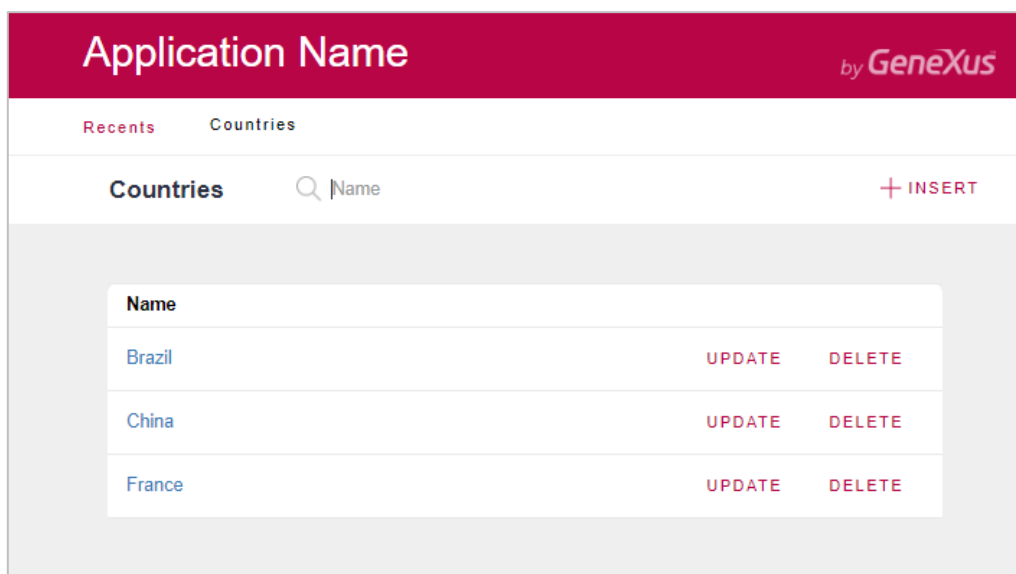 Application Name
by GeneXus
Recents Countries
Countries Name INSERT
Name
Brazil UPDATE DELETE
China UPDATE DELETE
France UPDATE DELETE